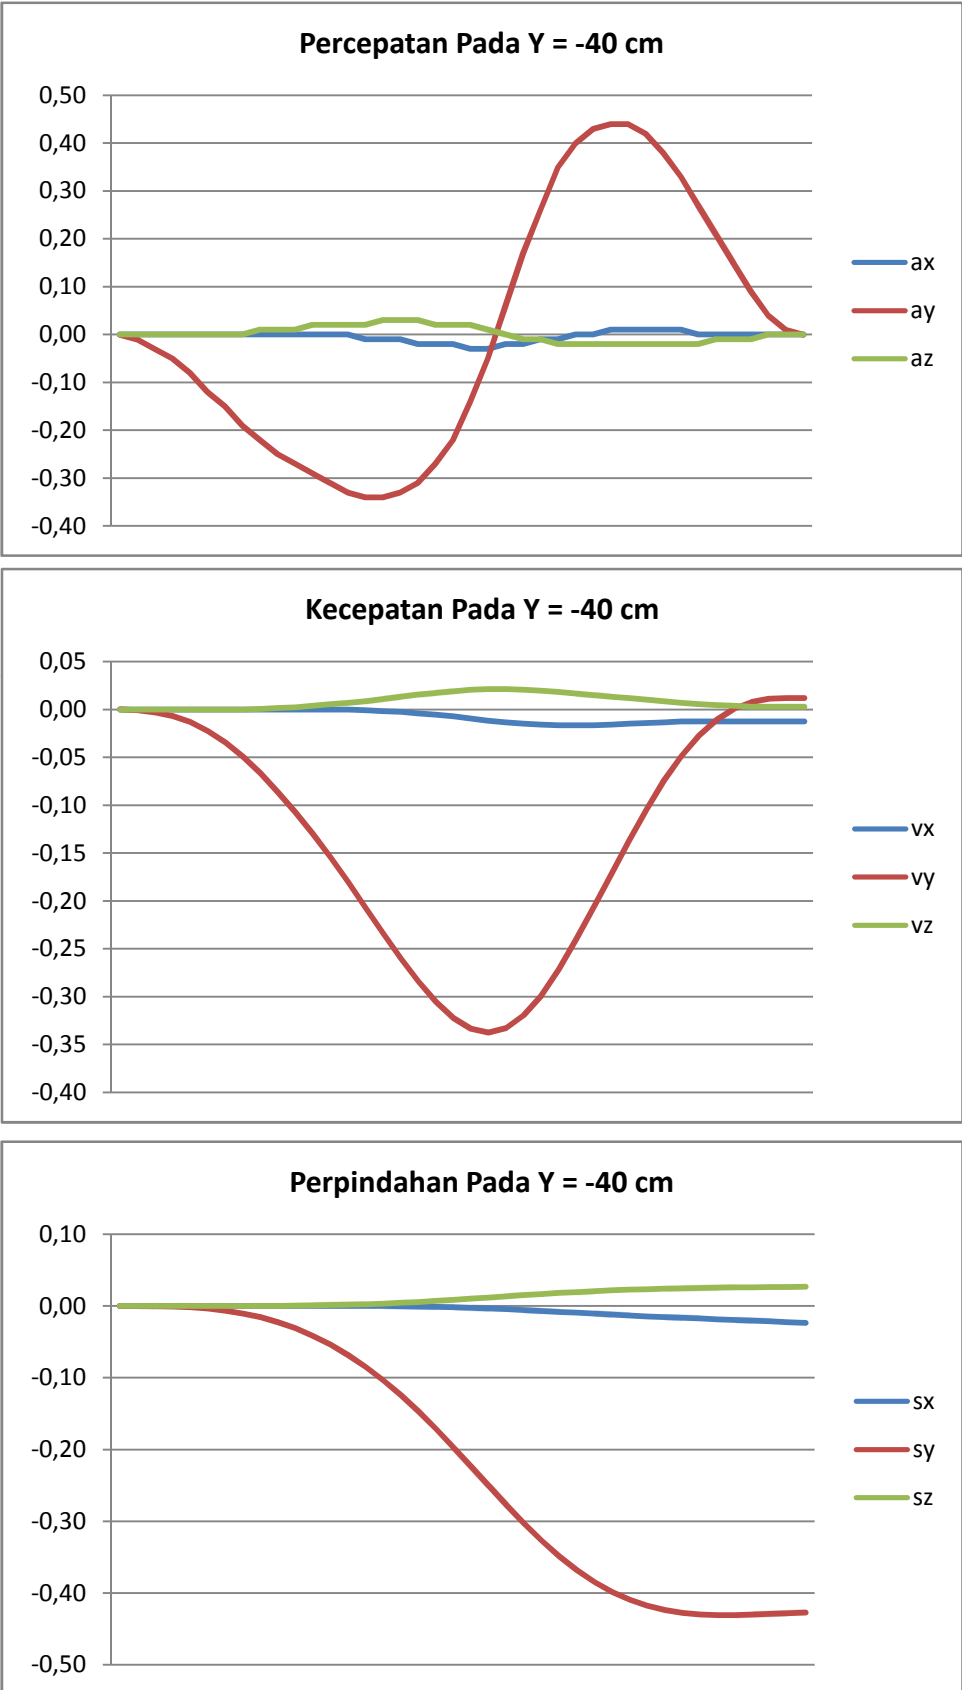 Percepatan Pada Y = -40 cm
0,50
0,40
0,30
0,20
0,10
0,00
-0,10
-0,20
-0,30
-0,40
ax
ay
az
Kecepatan Pada Y = -40 cm
0,05
0,00
-0,05
-0,10
-0,15
-0,20
-0,25
-0,30
-0,35
-0,40
vx
vy
vz
Perpindahan Pada Y = -40 cm
0,10
0,00
-0,10
-0,20
-0,30
-0,40
-0,50
sx
sy
sz